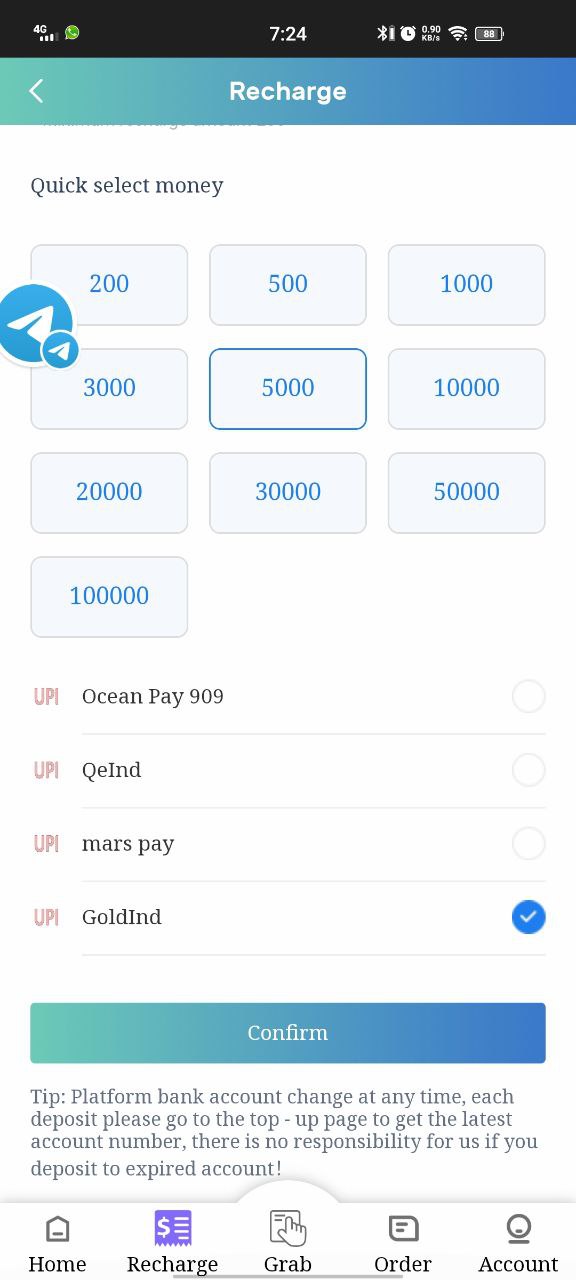 4G
7:24
0.90
KB/s
88
Recharge
Quick select money
200 500 1000
3000 5000 10000
20000 30000 50000
100000
UPI Ocean Pay 909
UPI QeInd
UPI mars pay
UPI GoldInd
Confirm
Tip: Platform bank account change at any time, each
deposit please go to the top - up page to get the latest
account number, there is no responsibility for us if you
deposit to expired account!
Home Recharge Grab Order Account